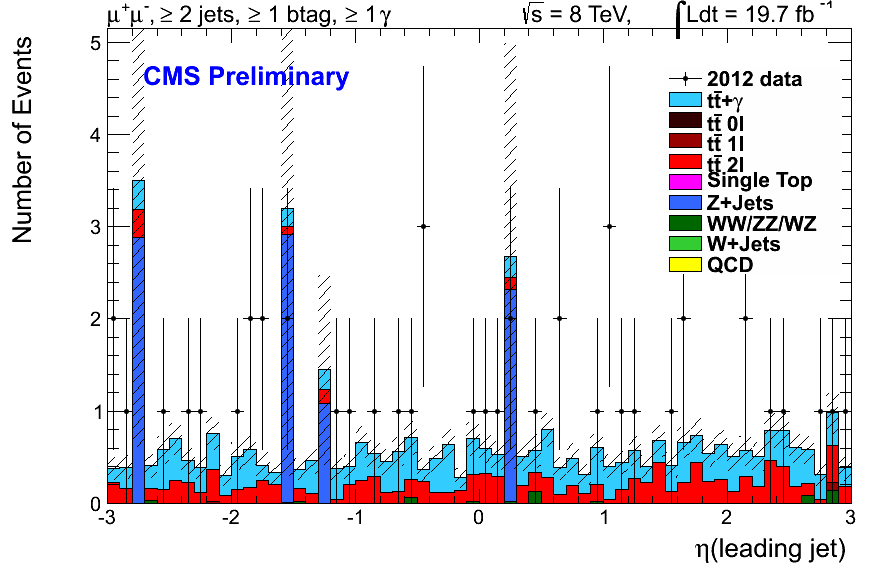 μ⁺μ⁻, ≥ 2 jets, ≥ 1 btag, ≥ 1 γ
√s = 8 TeV, ∫Ldt = 19.7 fb⁻¹
CMS Preliminary
Number of Events
5
4
3
2
1
0
2012 data
tt̄+γ
tt̄ 0l
tt̄ 1l
tt̄ 2l
Single Top
Z+Jets
WW/ZZ/WZ
W+Jets
QCD
-3
-2
-1
0
1
2
3
η(leading jet)